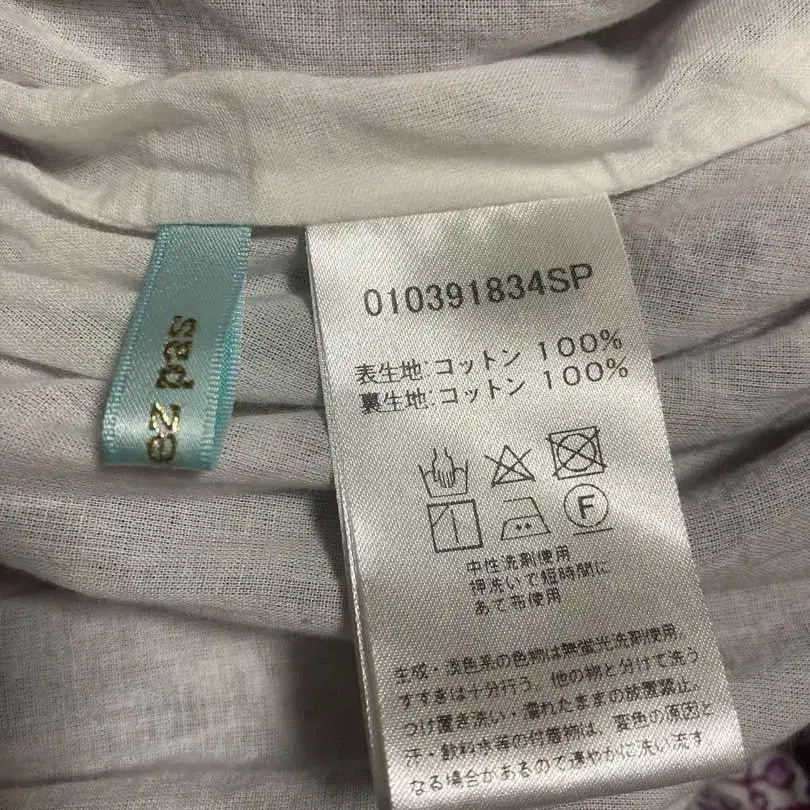 ez pas
010391834SP
表生地:コットン 100%
裏生地:コットン 100%
F
中性洗剤使用
押洗いで短時間に
あて布使用
生成・淡色系の色物は無蛍光洗剤使用。
すすぎは十分行う。他の物と分けて洗う
つけ置き洗い・濡れたままの放置禁止。
汗・飲料水等の付着物は、変色の原因と
なる場合があるので速やかに洗い流す